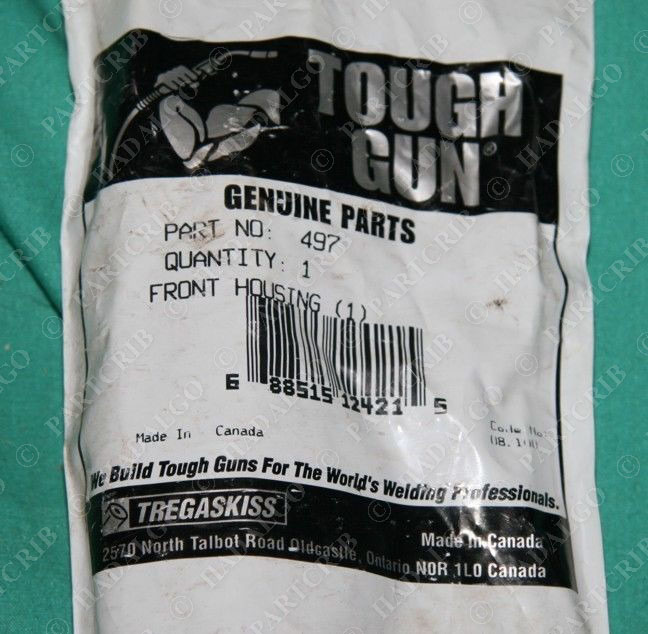 TOUGH
GUN®
GENUINE PARTS
PART NO: 497
QUANTITY: 1
FRONT HOUSING (1)
6 88515 12421 5
Made In Canada
We Build Tough Guns For The World's Welding Professionals.
TREGASKISS
Made In Canada
2570 North Talbot Road Oldcastle, Ontario N0R 1L0 Canada
© PARTCRIB © HADALGO